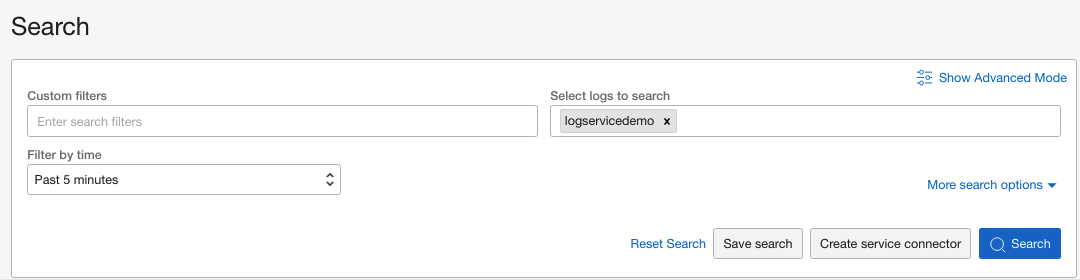 Search
Show Advanced Mode
Custom filters
Enter search filters
Select logs to search
logservicedemo x
Filter by time
Past 5 minutes
More search options
Reset Search
Save search
Create service connector
Search